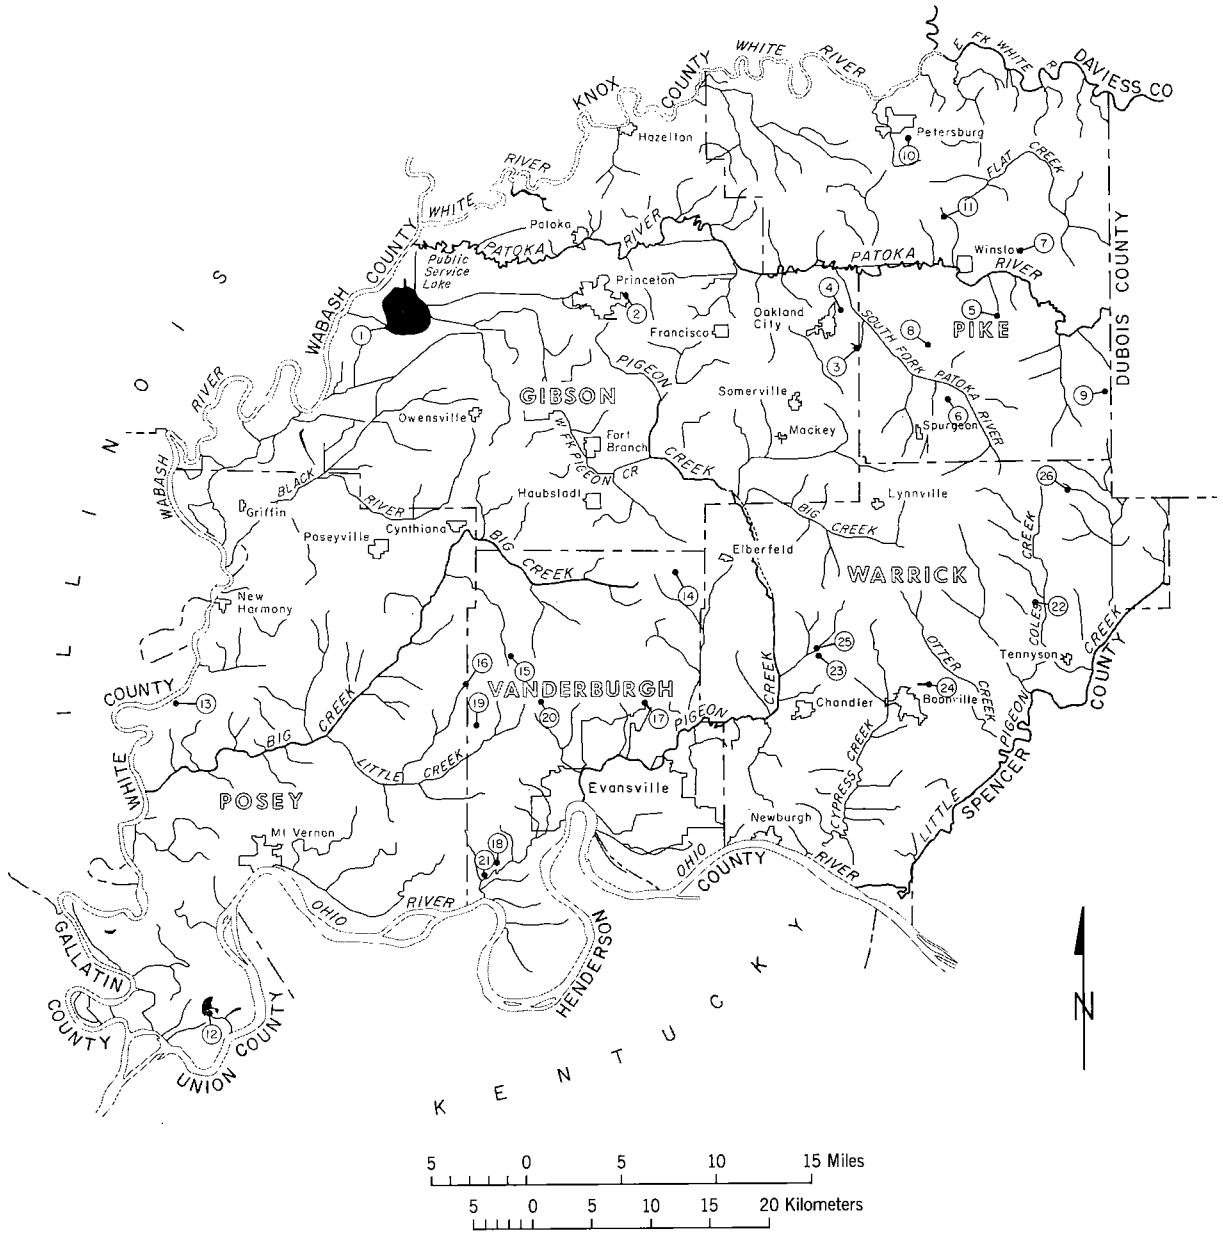 WHITE RIVER
E FK WHITE R
DAVIESS CO
KNOX COUNTY
Hazelton
Petersburg
10
FLAT CREEK
RIVER
WHITE
11
7
Patoka
PATOKA RIVER
Winslow
PATOKA RIVER
DUBOIS COUNTY
WABASH COUNTY
Public
Service
Lake
Princeton
2
4
Oakland
City
5
PIKE
1
Francisco
SOUTH FORK PATOKA RIVER
8
3
ILLINOIS
WABASH RIVER
GIBSON
PIGEON CREEK
Somerville
9
6
Owensville
W FK PIGEON CR
Fort
Branch
Mackey
Spurgeon
BLACK RIVER
Griffin
Haubstadt
26
Lynnville
BIG CREEK
Cynthiana
Poseyville
BIG CREEK
Elberfeld
COLES CREEK
WARRICK
14
New
Harmony
22
25
23
OTTER CREEK
Tennyson
16
15
COUNTY
VANDERBURGH
CREEK
24
13
19
20
17
PIGEON
Chandler
Boonville
BIG CREEK
LITTLE CREEK
CYPRESS CREEK
LITTLE PIGEON CREEK
SPENCER COUNTY
WHITE
POSEY
Evansville
Mt Vernon
Newburgh
18
21
OHIO RIVER
COUNTY
OHIO RIVER
HENDERSON
GALLATIN
COUNTY
12
UNION COUNTY
KENTUCKY
N
5 0 5 10 15 Miles
5 0 5 10 15 20 Kilometers